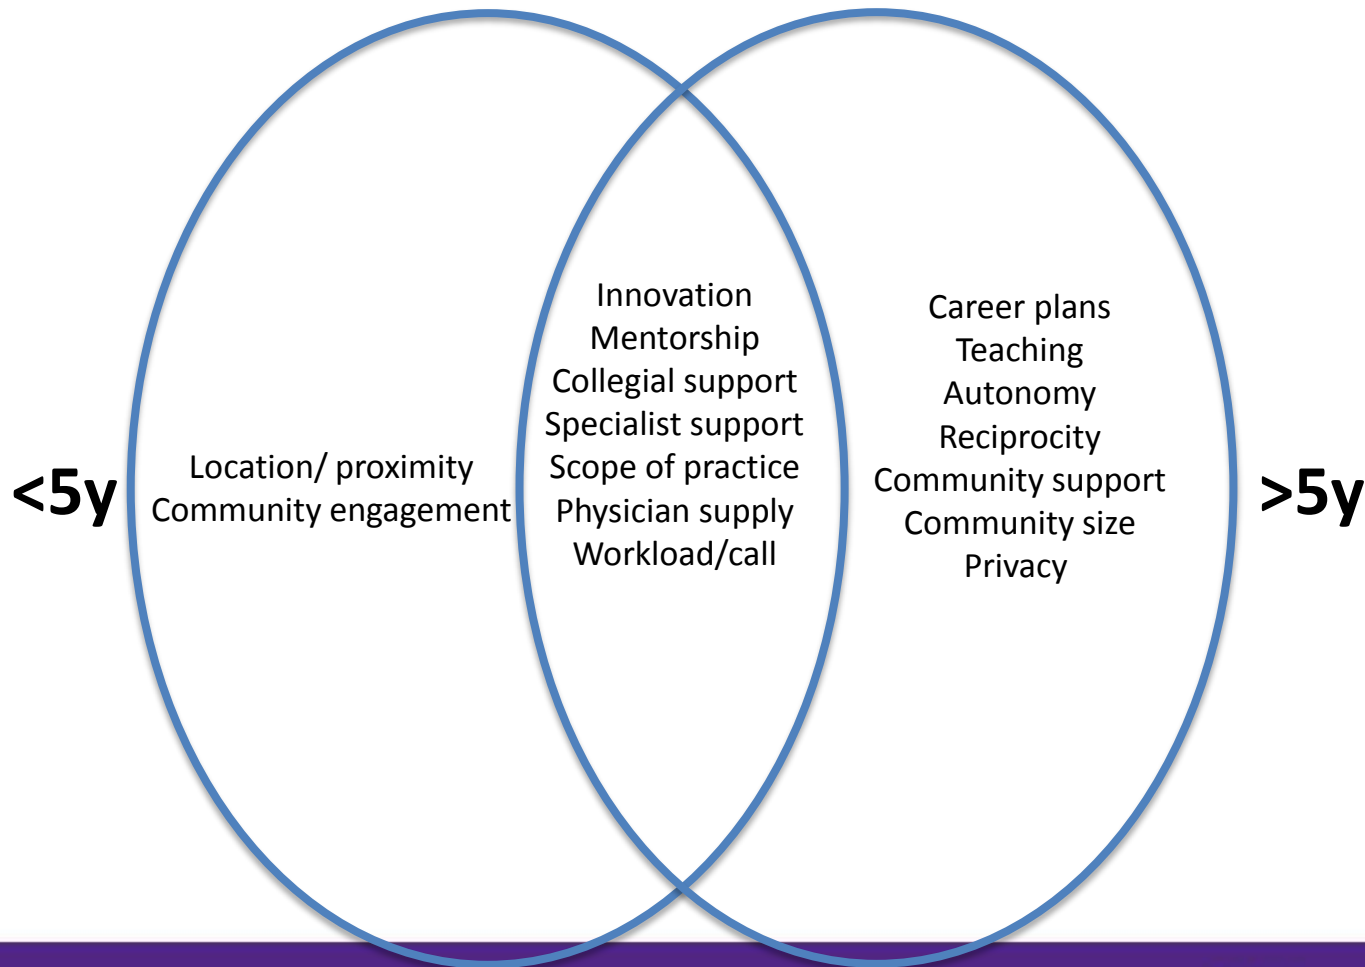 <5y
Location/ proximity
Community engagement
Innovation
Mentorship
Collegial support
Specialist support
Scope of practice
Physician supply
Workload/call
Career plans
Teaching
Autonomy
Reciprocity
Community support
Community size
Privacy
>5y